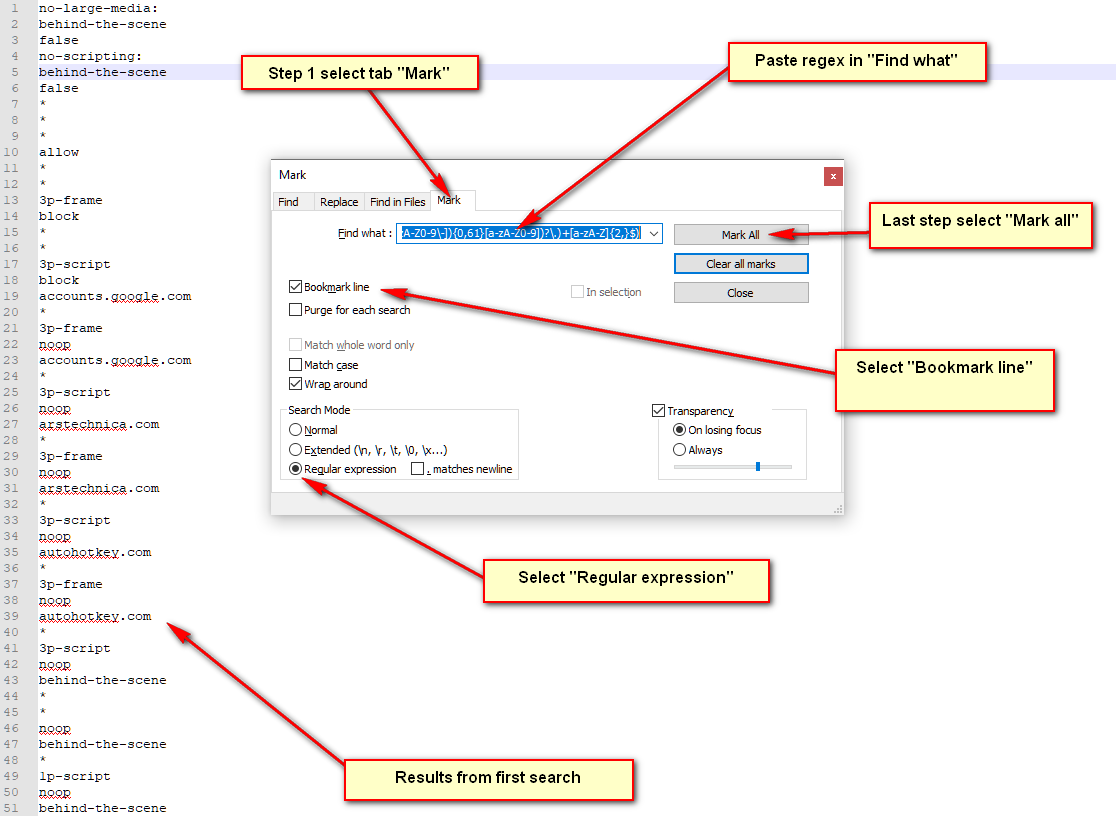 1 no-large-media:
2 behind-the-scene
3 false
4 no-scripting:
5 behind-the-scene
6 false
7 *
8 *
9 *
10 allow
11 *
12 *
13 3p-frame
14 block
15 *
16 *
17 3p-script
18 block
19 accounts.google.com
20 *
21 3p-frame
22 noop
23 accounts.google.com
24 *
25 3p-script
26 noop
27 arstechnica.com
28 *
29 3p-frame
30 noop
31 arstechnica.com
32 *
33 3p-script
34 noop
35 autohotkey.com
36 *
37 3p-frame
38 noop
39 autohotkey.com
40 *
41 3p-script
42 noop
43 behind-the-scene
44 *
45 *
46 noop
47 behind-the-scene
48 *
49 1p-script
50 noop
51 behind-the-scene
Step 1 select tab "Mark"
Paste regex in "Find what"
Mark
x
Find Replace Find in Files Mark
Find what : A-Z0-9\-]){0,61}[a-zA-Z0-9])?\.)+[a-zA-Z]{2,}$)
Mark All
Last step select "Mark all"
Clear all marks
Bookmark line
In selection
Close
Purge for each search
Match whole word only
Match case
Wrap around
Select "Bookmark line"
Search Mode
Normal
Extended (\n, \r, \t, \0, \x...)
Regular expression . matches newline
Transparency
On losing focus
Always
Select "Regular expression"
Results from first search